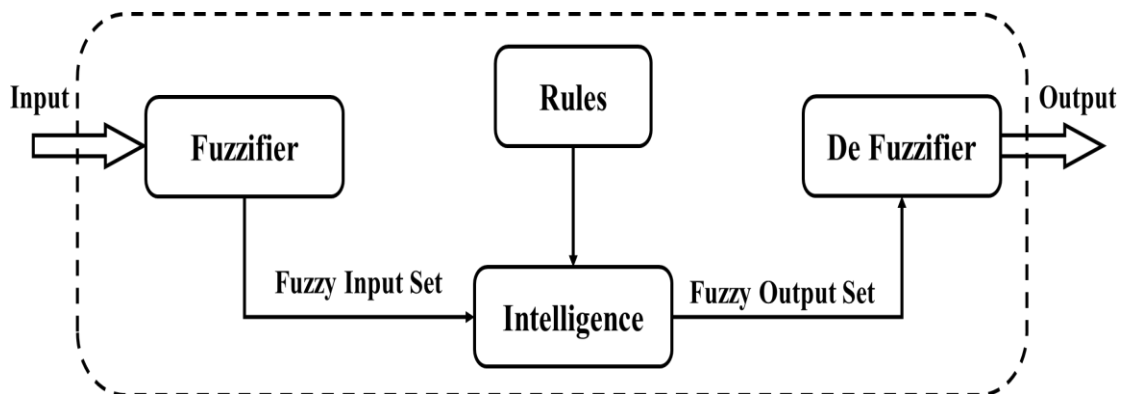 Input
Fuzzifier
Rules
De Fuzzifier
Output
Fuzzy Input Set
Intelligence
Fuzzy Output Set